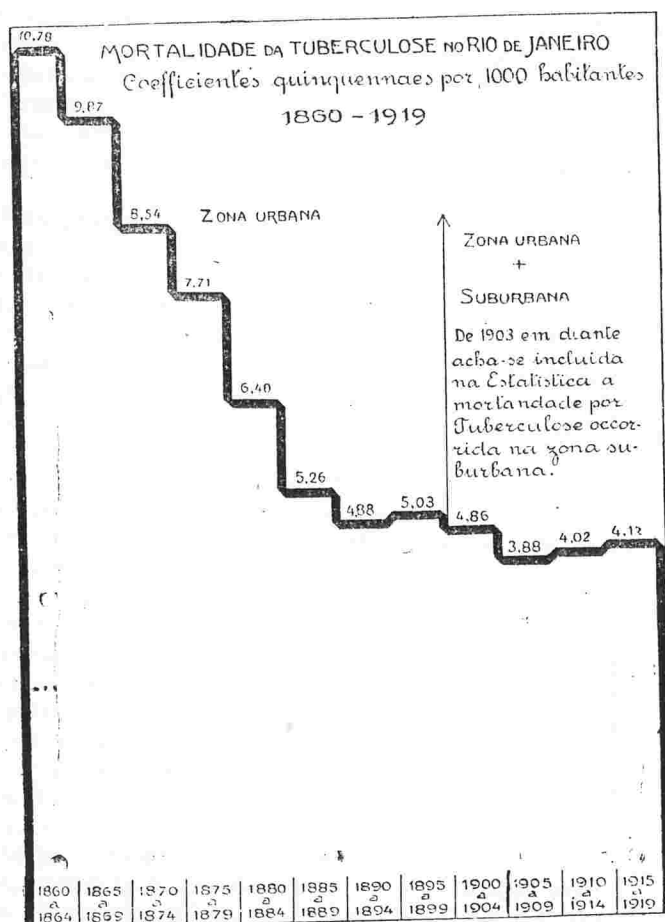 10,78
MORTALIDADE DA TUBERCULOSE NO RIO DE JANEIRO
Coefficientes quinquennaes por 1000 habitantes
1860 - 1919
9,87
8,54
ZONA URBANA
7,71
6,40
5,26
4,88
5,03
4,86
3,88
4,02
4,12
ZONA URBANA
+
SUBURBANA
De 1903 em diante
acha-se incluida
na Estatistica a
mortandade por
Tuberculose occor-
rida na zona su-
burbana.
1860 a 1864
1865 a 1869
1870 a 1874
1875 a 1879
1880 a 1884
1885 a 1889
1890 a 1894
1895 a 1899
1900 a 1904
1905 a 1909
1910 a 1914
1915 a 1919